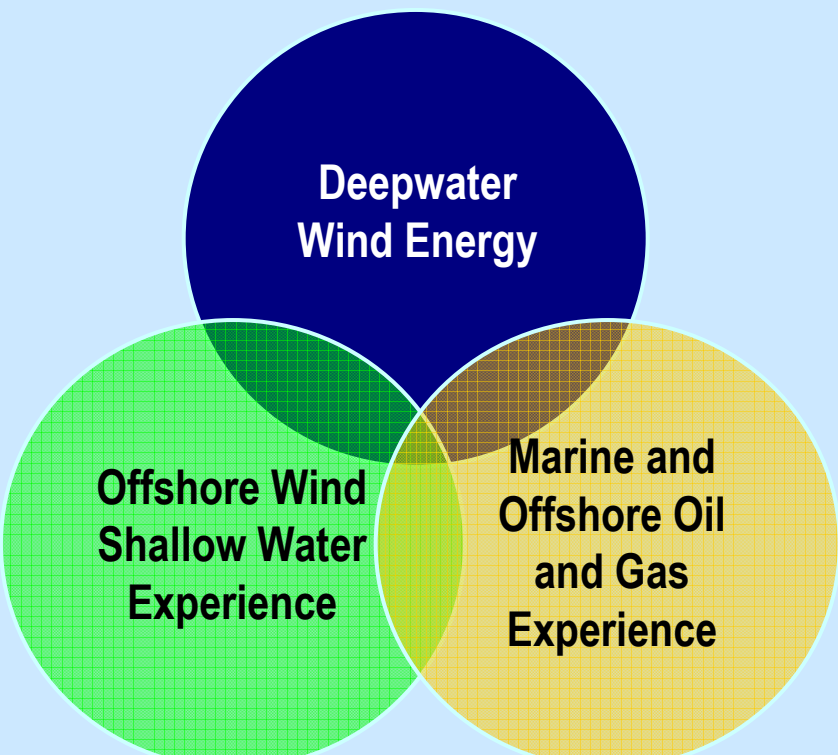 Deepwater
Wind Energy
Offshore Wind
Shallow Water
Experience
Marine and
Offshore Oil
and Gas
Experience